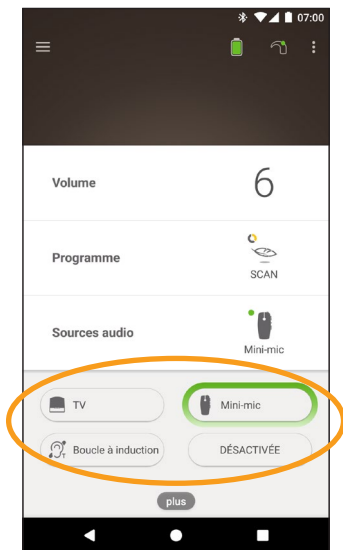 07:00
Volume 6
Programme
SCAN
Sources audio
Mini-mic
TV Mini-mic
Boucle à induction DÉSACTIVÉE
plus